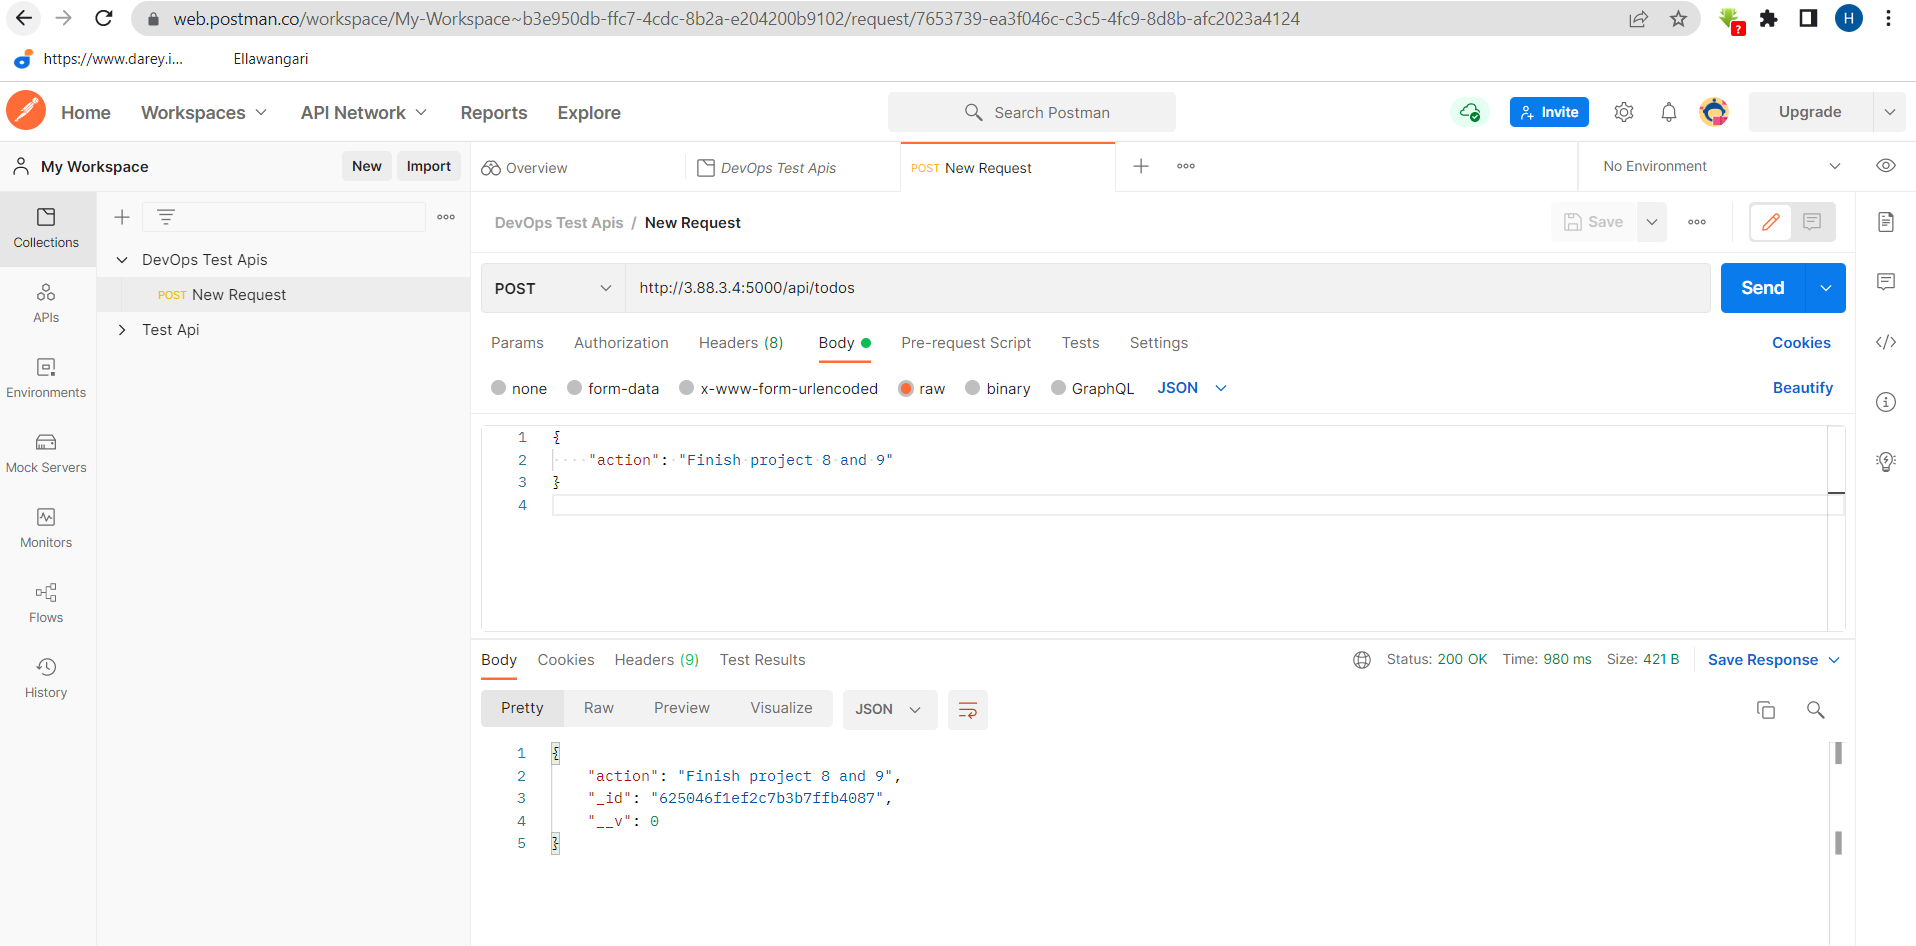 web.postman.co/workspace/My-Workspace~b3e950db-ffc7-4cdc-8b2a-e204200b9102/request/7653739-ea3f046c-c3c5-4fc9-8d8b-afc2023a4124
?
H
https://www.darey.i...
Ellawangari
Home
Workspaces
API Network
Reports
Explore
Search Postman
Invite
Upgrade
My Workspace
New
Import
Overview
DevOps Test Apis
POST New Request
No Environment
Collections
APIs
Environments
Mock Servers
Monitors
Flows
History
DevOps Test Apis
POST New Request
Test Api
DevOps Test Apis / New Request
Save
POST
http://3.88.3.4:5000/api/todos
Send
Params
Authorization
Headers (8)
Body
Pre-request Script
Tests
Settings
Cookies
none
form-data
x-www-form-urlencoded
raw
binary
GraphQL
JSON
Beautify
1 {
2 "action": "Finish project 8 and 9"
3 }
4
Body
Cookies
Headers (9)
Test Results
Status: 200 OK
Time: 980 ms
Size: 421 B
Save Response
Pretty
Raw
Preview
Visualize
JSON
1 {
2 "action": "Finish project 8 and 9",
3 "_id": "625046f1ef2c7b3b7ffb4087",
4 "__v": 0
5 }